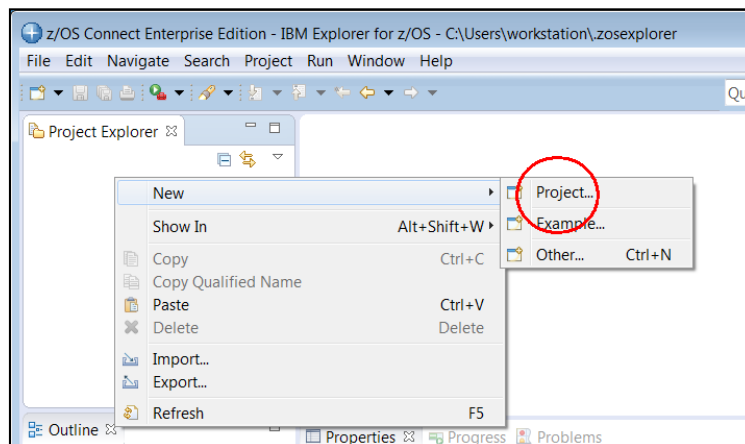 z/OS Connect Enterprise Edition - IBM Explorer for z/OS - C:\Users\workstation\.zosexplorer
File Edit Navigate Search Project Run Window Help
Project Explorer
New
Project...
Show In Alt+Shift+W
Example...
Other... Ctrl+N
Copy Ctrl+C
Copy Qualified Name
Paste Ctrl+V
Delete Delete
Import...
Export...
Refresh F5
Outline
Properties Progress Problems